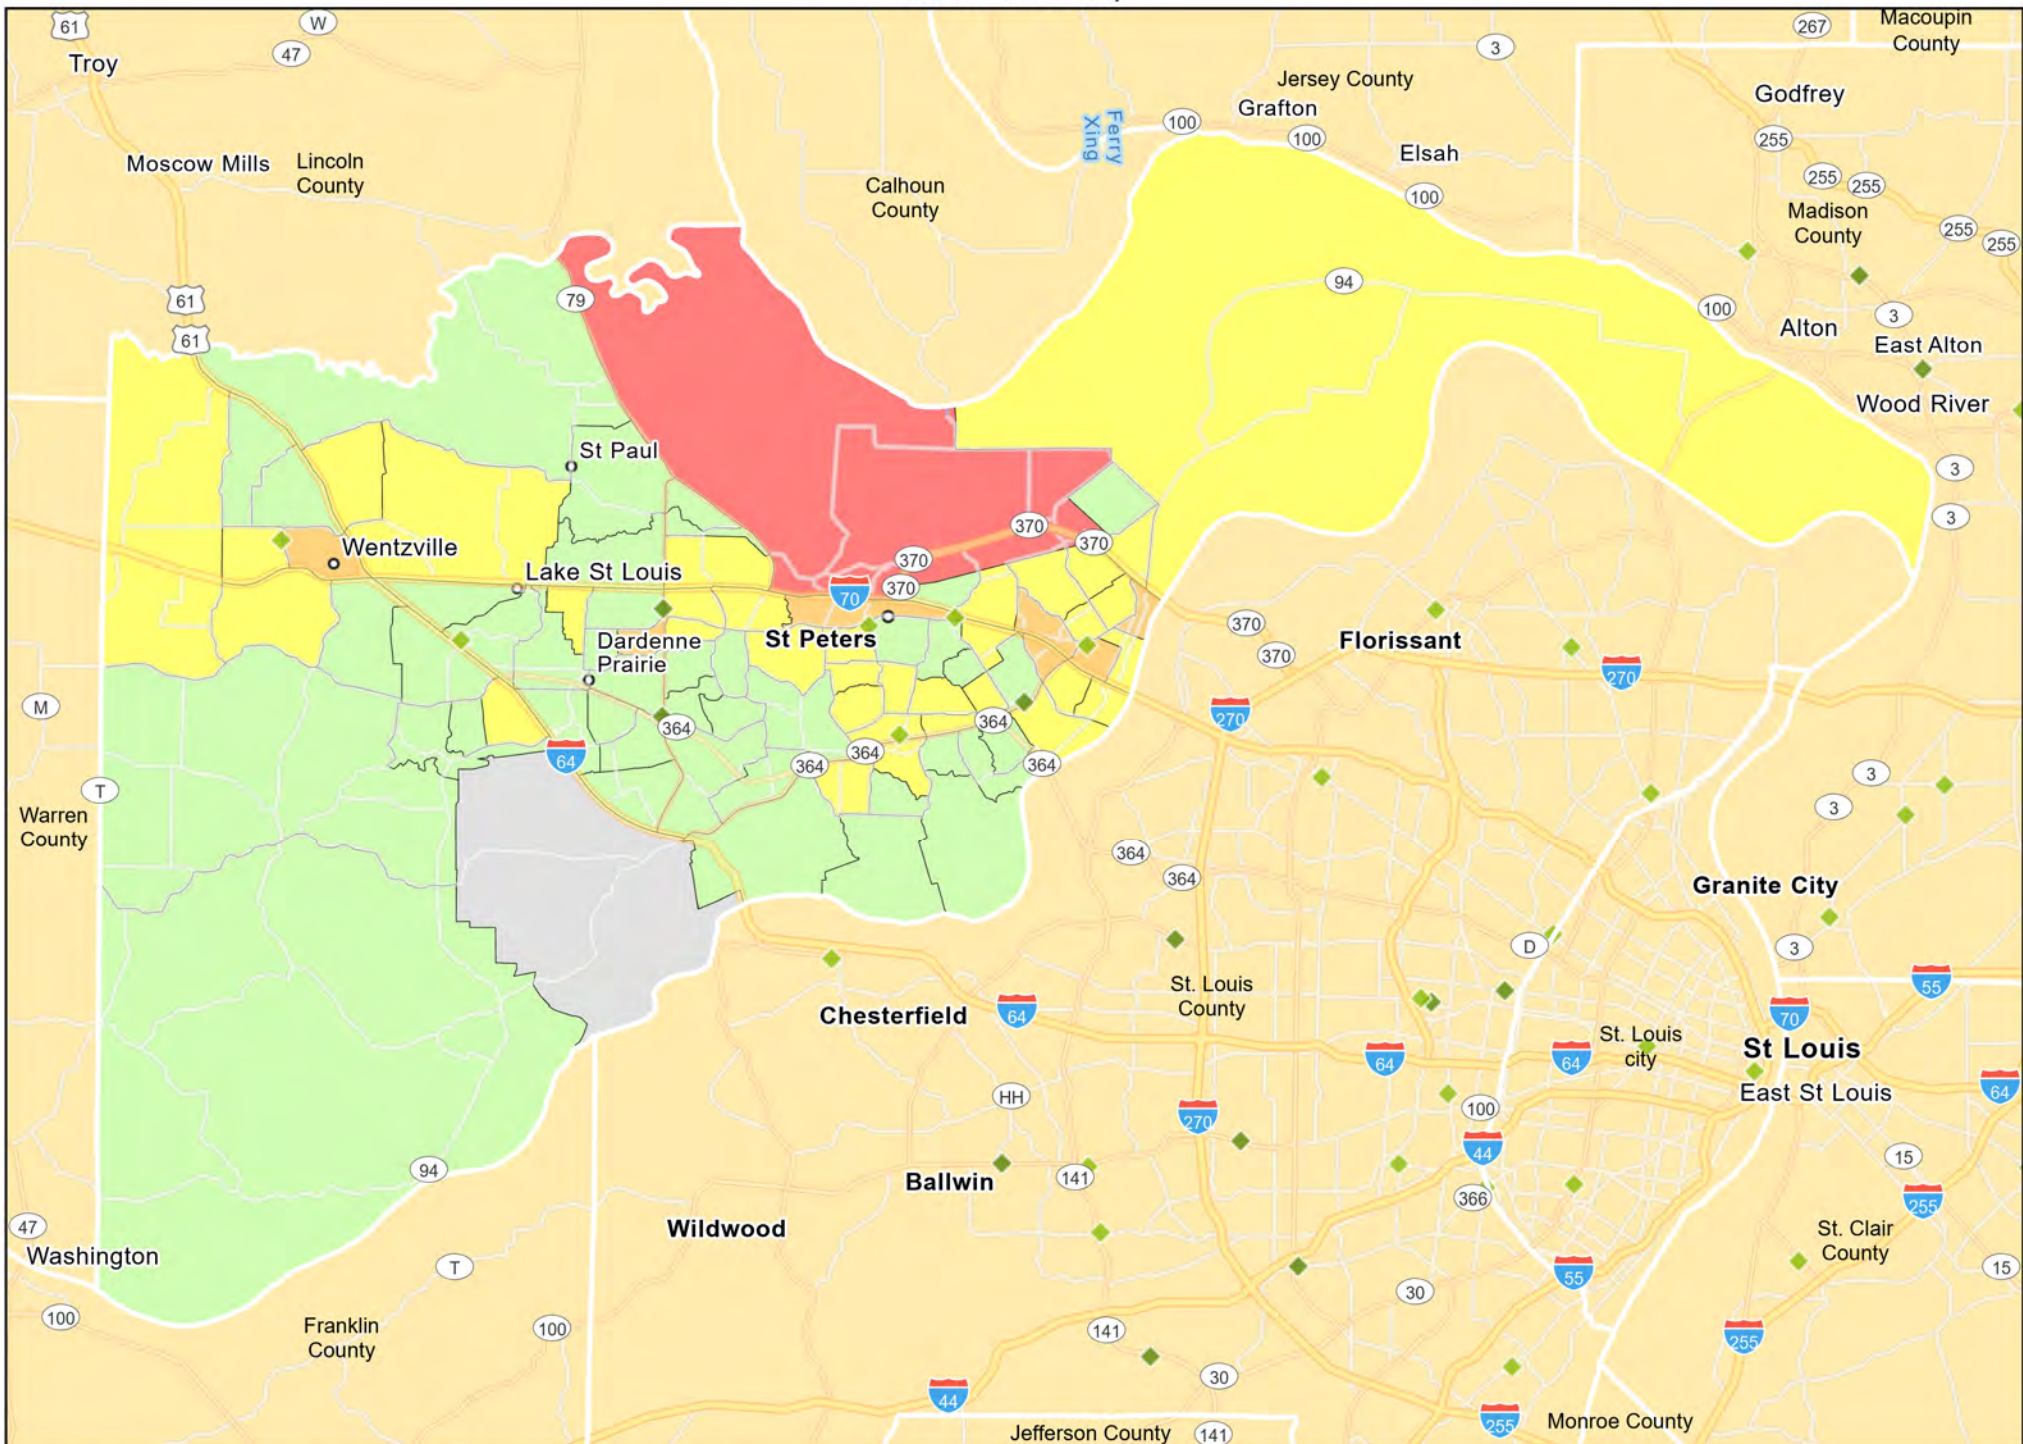 61
W
47
Troy
3
267
Macoupin
County
Jersey County
Grafton
Godfrey
Ferry
Xing
100
100
Elsah
255
Moscow Mills
Lincoln
County
Calhoun
County
100
255
255
Madison
County
255
255
79
94
61
61
100
3
Alton
East Alton
Wood River
St Paul
3
3
370
370
370
370
Wentzville
Lake St Louis
70
Dardenne
Prairie
St Peters
370
370
Florissant
270
M
364
364
364
364
364
270
64
T
Warren
County
3
3
364
364
Granite City
D
3
St. Louis
County
55
Chesterfield
64
70
64
64
St. Louis
city
St Louis
East St Louis
64
HH
270
100
44
94
Ballwin
141
366
15
255
47
Washington
Wildwood
St. Clair
County
T
55
15
30
100
Franklin
County
100
141
255
30
44
Jefferson County
141
255
Monroe County